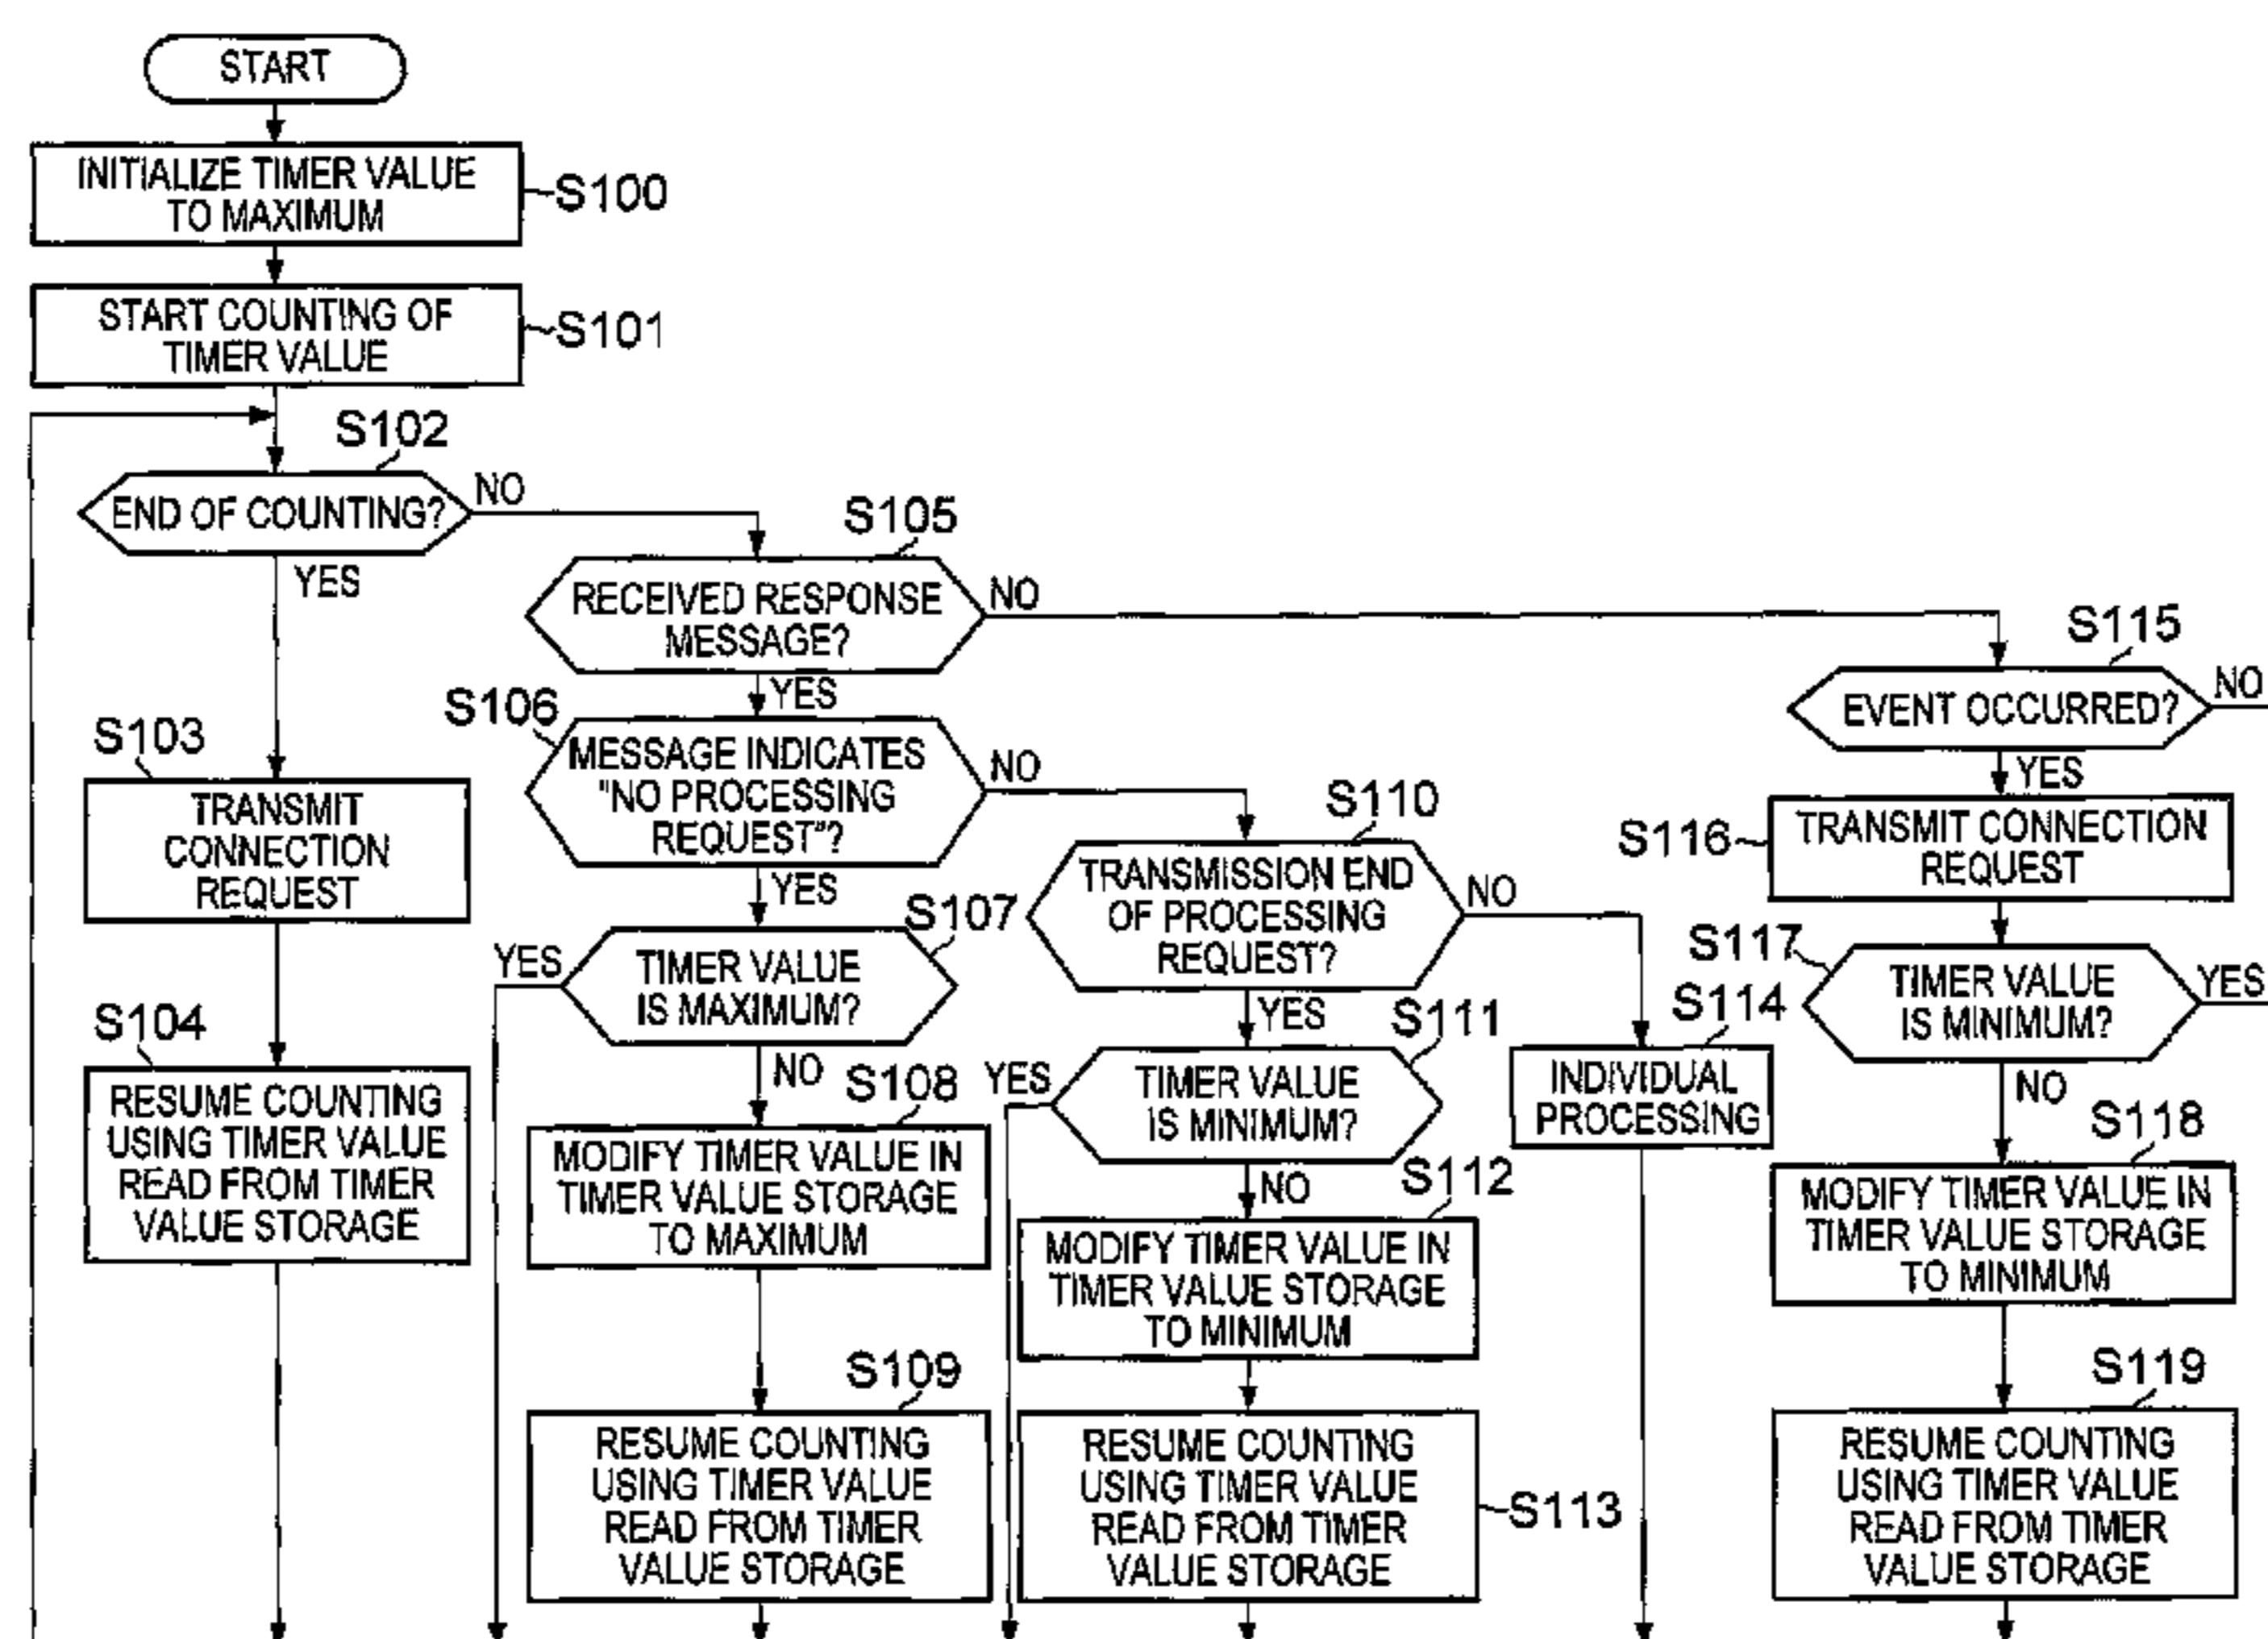 START
INITIALIZE TIMER VALUE
TO MAXIMUM
S100
START COUNTING OF
TIMER VALUE
S101
S102
END OF COUNTING?
NO
YES
S103
TRANSMIT
CONNECTION
REQUEST
S104
RESUME COUNTING
USING TIMER VALUE
READ FROM TIMER
VALUE STORAGE
S105
RECEIVED RESPONSE
MESSAGE?
NO
YES
S106
MESSAGE INDICATES
"NO PROCESSING
REQUEST"?
NO
YES
S107
YES
TIMER VALUE
IS MAXIMUM?
NO
S108
MODIFY TIMER VALUE IN
TIMER VALUE STORAGE
TO MAXIMUM
S109
RESUME COUNTING
USING TIMER VALUE
READ FROM TIMER
VALUE STORAGE
S110
TRANSMISSION END
OF PROCESSING
REQUEST?
NO
YES
S111
YES
TIMER VALUE
IS MINIMUM?
NO
S112
MODIFY TIMER VALUE IN
TIMER VALUE STORAGE
TO MINIMUM
RESUME COUNTING
USING TIMER VALUE
READ FROM TIMER
VALUE STORAGE
S113
S114
INDIVIDUAL
PROCESSING
S115
EVENT OCCURRED?
NO
YES
S116
TRANSMIT CONNECTION
REQUEST
S117
TIMER VALUE
IS MINIMUM?
YES
NO
S118
MODIFY TIMER VALUE IN
TIMER VALUE STORAGE
TO MINIMUM
S119
RESUME COUNTING
USING TIMER VALUE
READ FROM TIMER
VALUE STORAGE